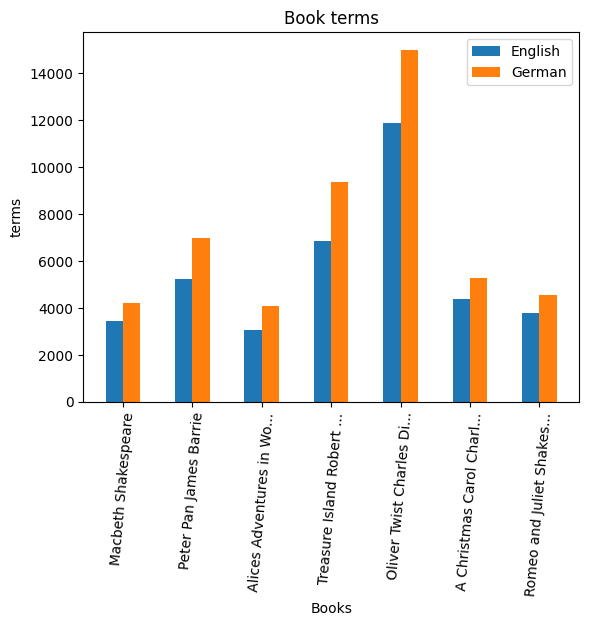 Book terms
English
German
terms
14000
12000
10000
8000
6000
4000
2000
0
Macbeth Shakespeare
Peter Pan James Barrie
Alices Adventures in Wo...
Treasure Island Robert ...
Oliver Twist Charles Di...
A Christmas Carol Charl...
Romeo and Juliet Shakes...
Books